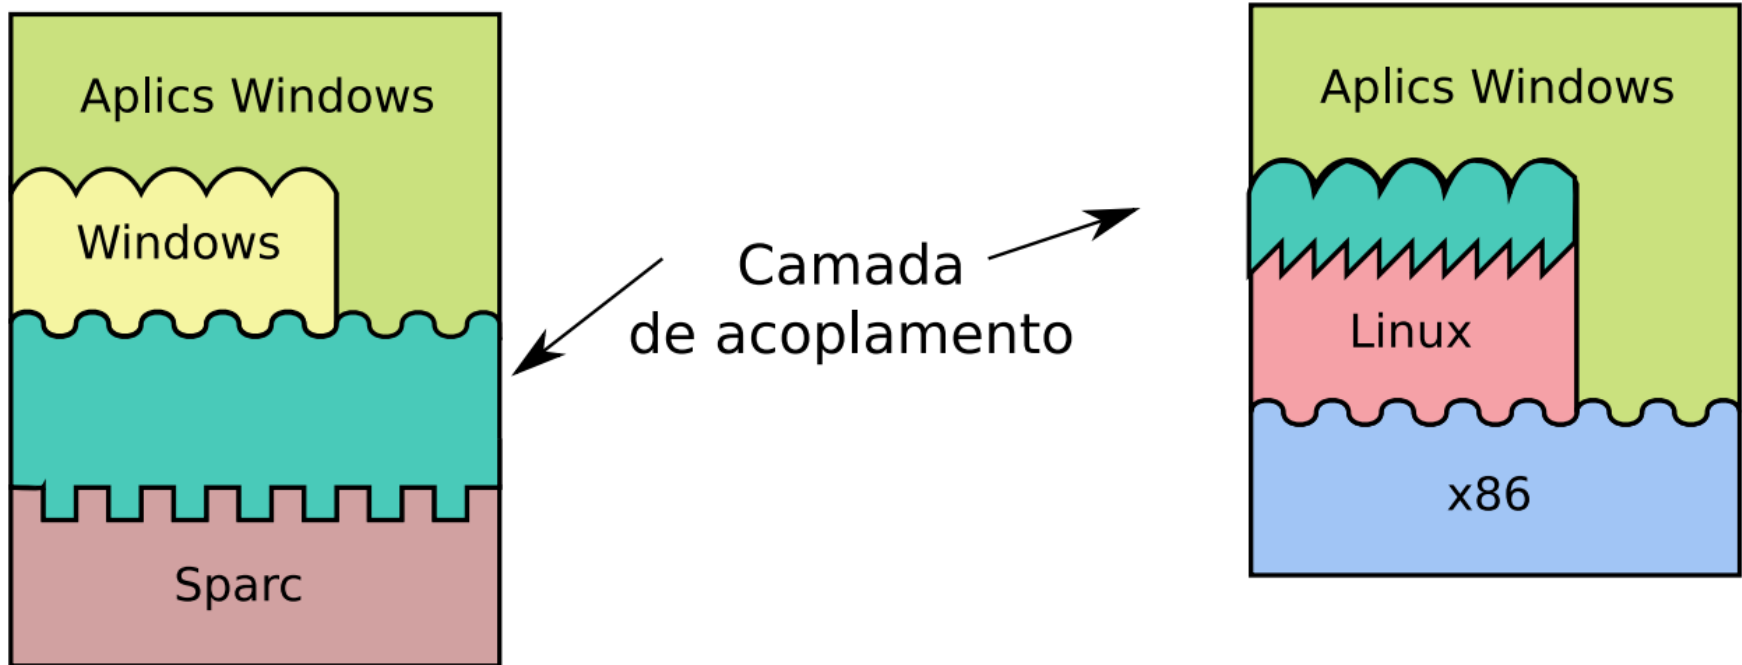 Aplics Windows
Windows
Sparc
Camada
de acoplamento
Aplics Windows
Linux
x86